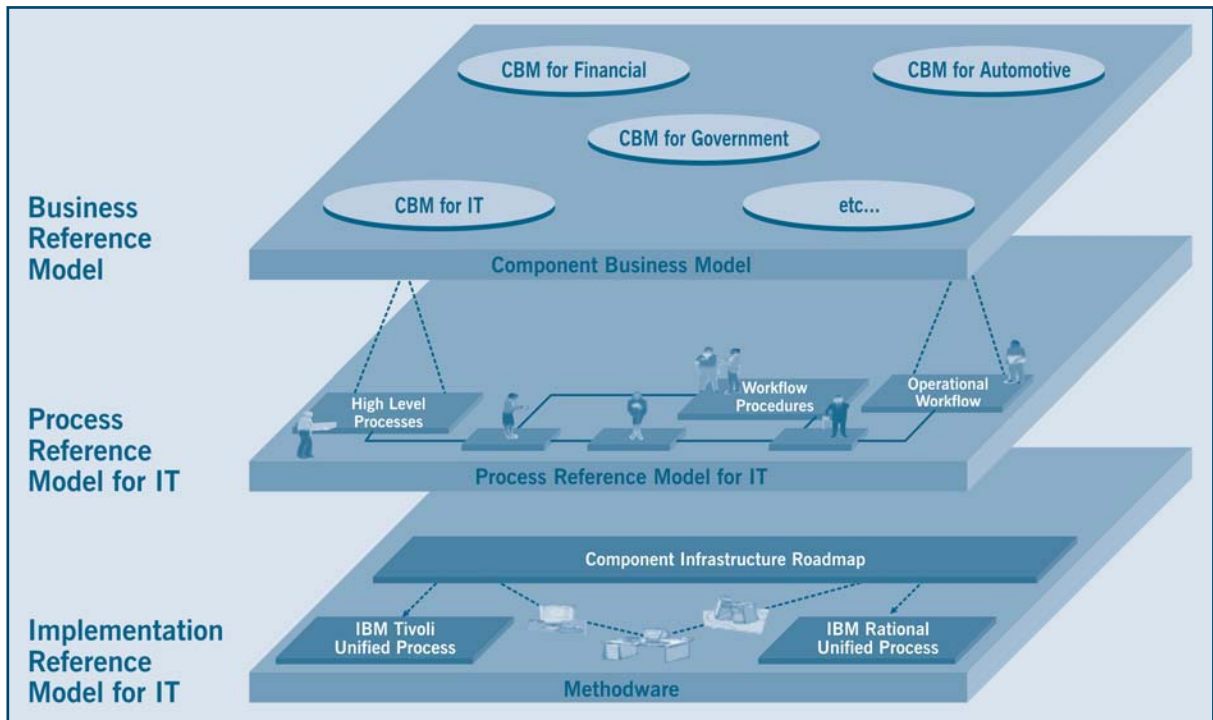 CBM for Financial
CBM for Automotive
CBM for Government
CBM for IT
etc...
Business
Reference
Model
Component Business Model
High Level
Processes
Workflow
Procedures
Operational
Workflow
Process
Reference
Model for IT
Process Reference Model for IT
Component Infrastructure Roadmap
IBM Tivoli
Unified Process
IBM Rational
Unified Process
Implementation
Reference
Model for IT
Methodware